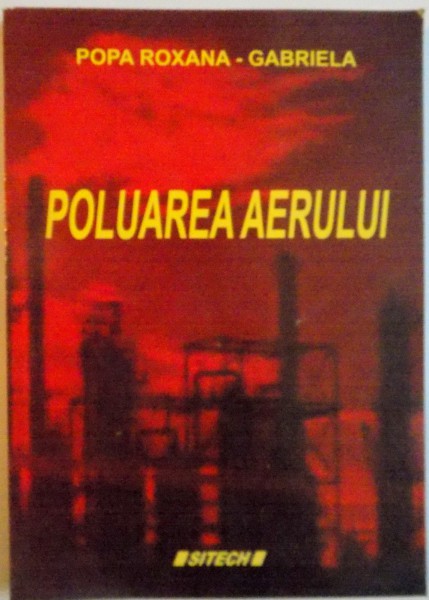 POPA ROXANA - GABRIELA
POLUAREA AERULUI
SITECH